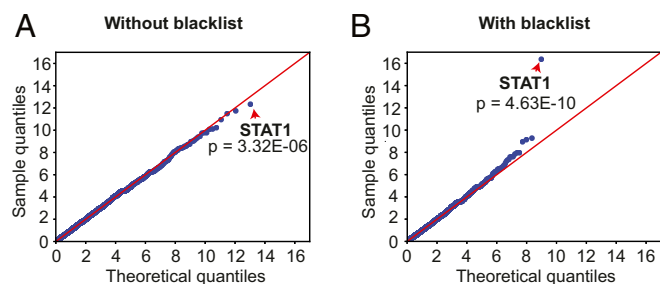 A
Without blacklist
Sample quantiles
16
14
12
10
8
6
4
2
0
STAT1
p = 3.32E-06
0 2 4 6 8 10 12 14 16
Theoretical quantiles
B
With blacklist
Sample quantiles
16
14
12
10
8
6
4
2
0
STAT1
p = 4.63E-10
0 2 4 6 8 10 12 14 16
Theoretical quantiles